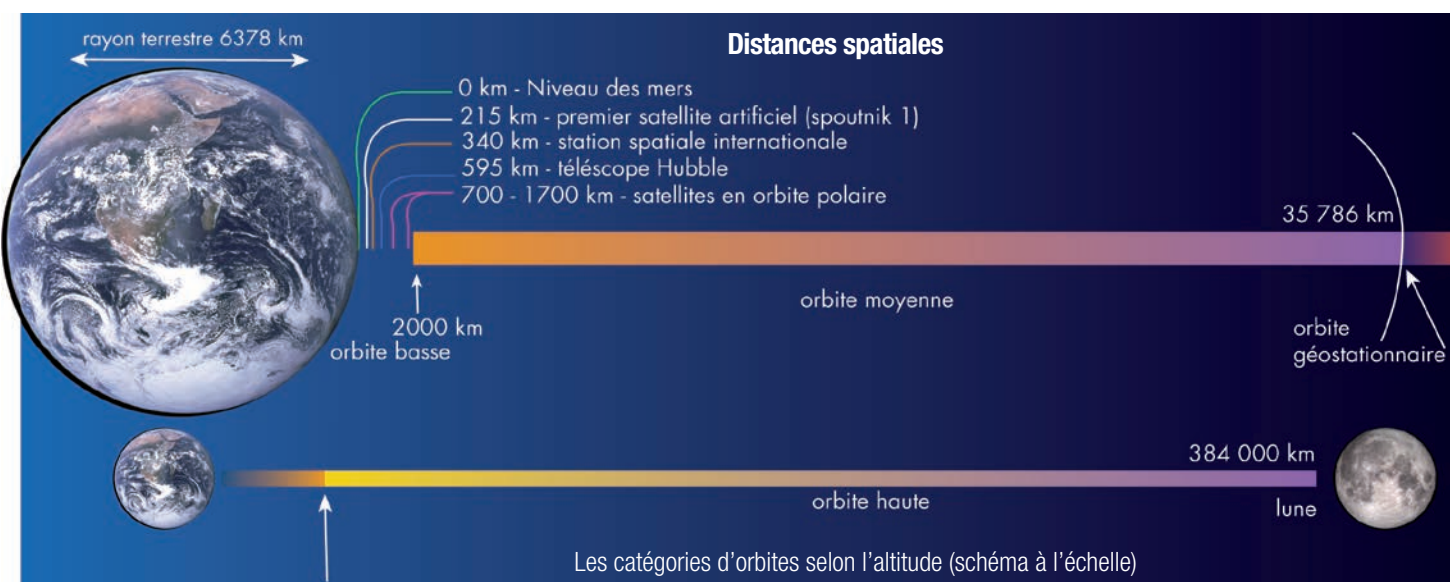 rayon terrestre 6378 km
Distances spatiales
0 km - Niveau des mers
215 km - premier satellite artificiel (spoutnik 1)
340 km - station spatiale internationale
595 km - téléscope Hubble
700 - 1700 km - satellites en orbite polaire
35 786 km
orbite moyenne
2000 km
orbite basse
orbite
géostationnaire
384 000 km
orbite haute
lune
Les catégories d'orbites selon l'altitude (schéma à l'échelle)